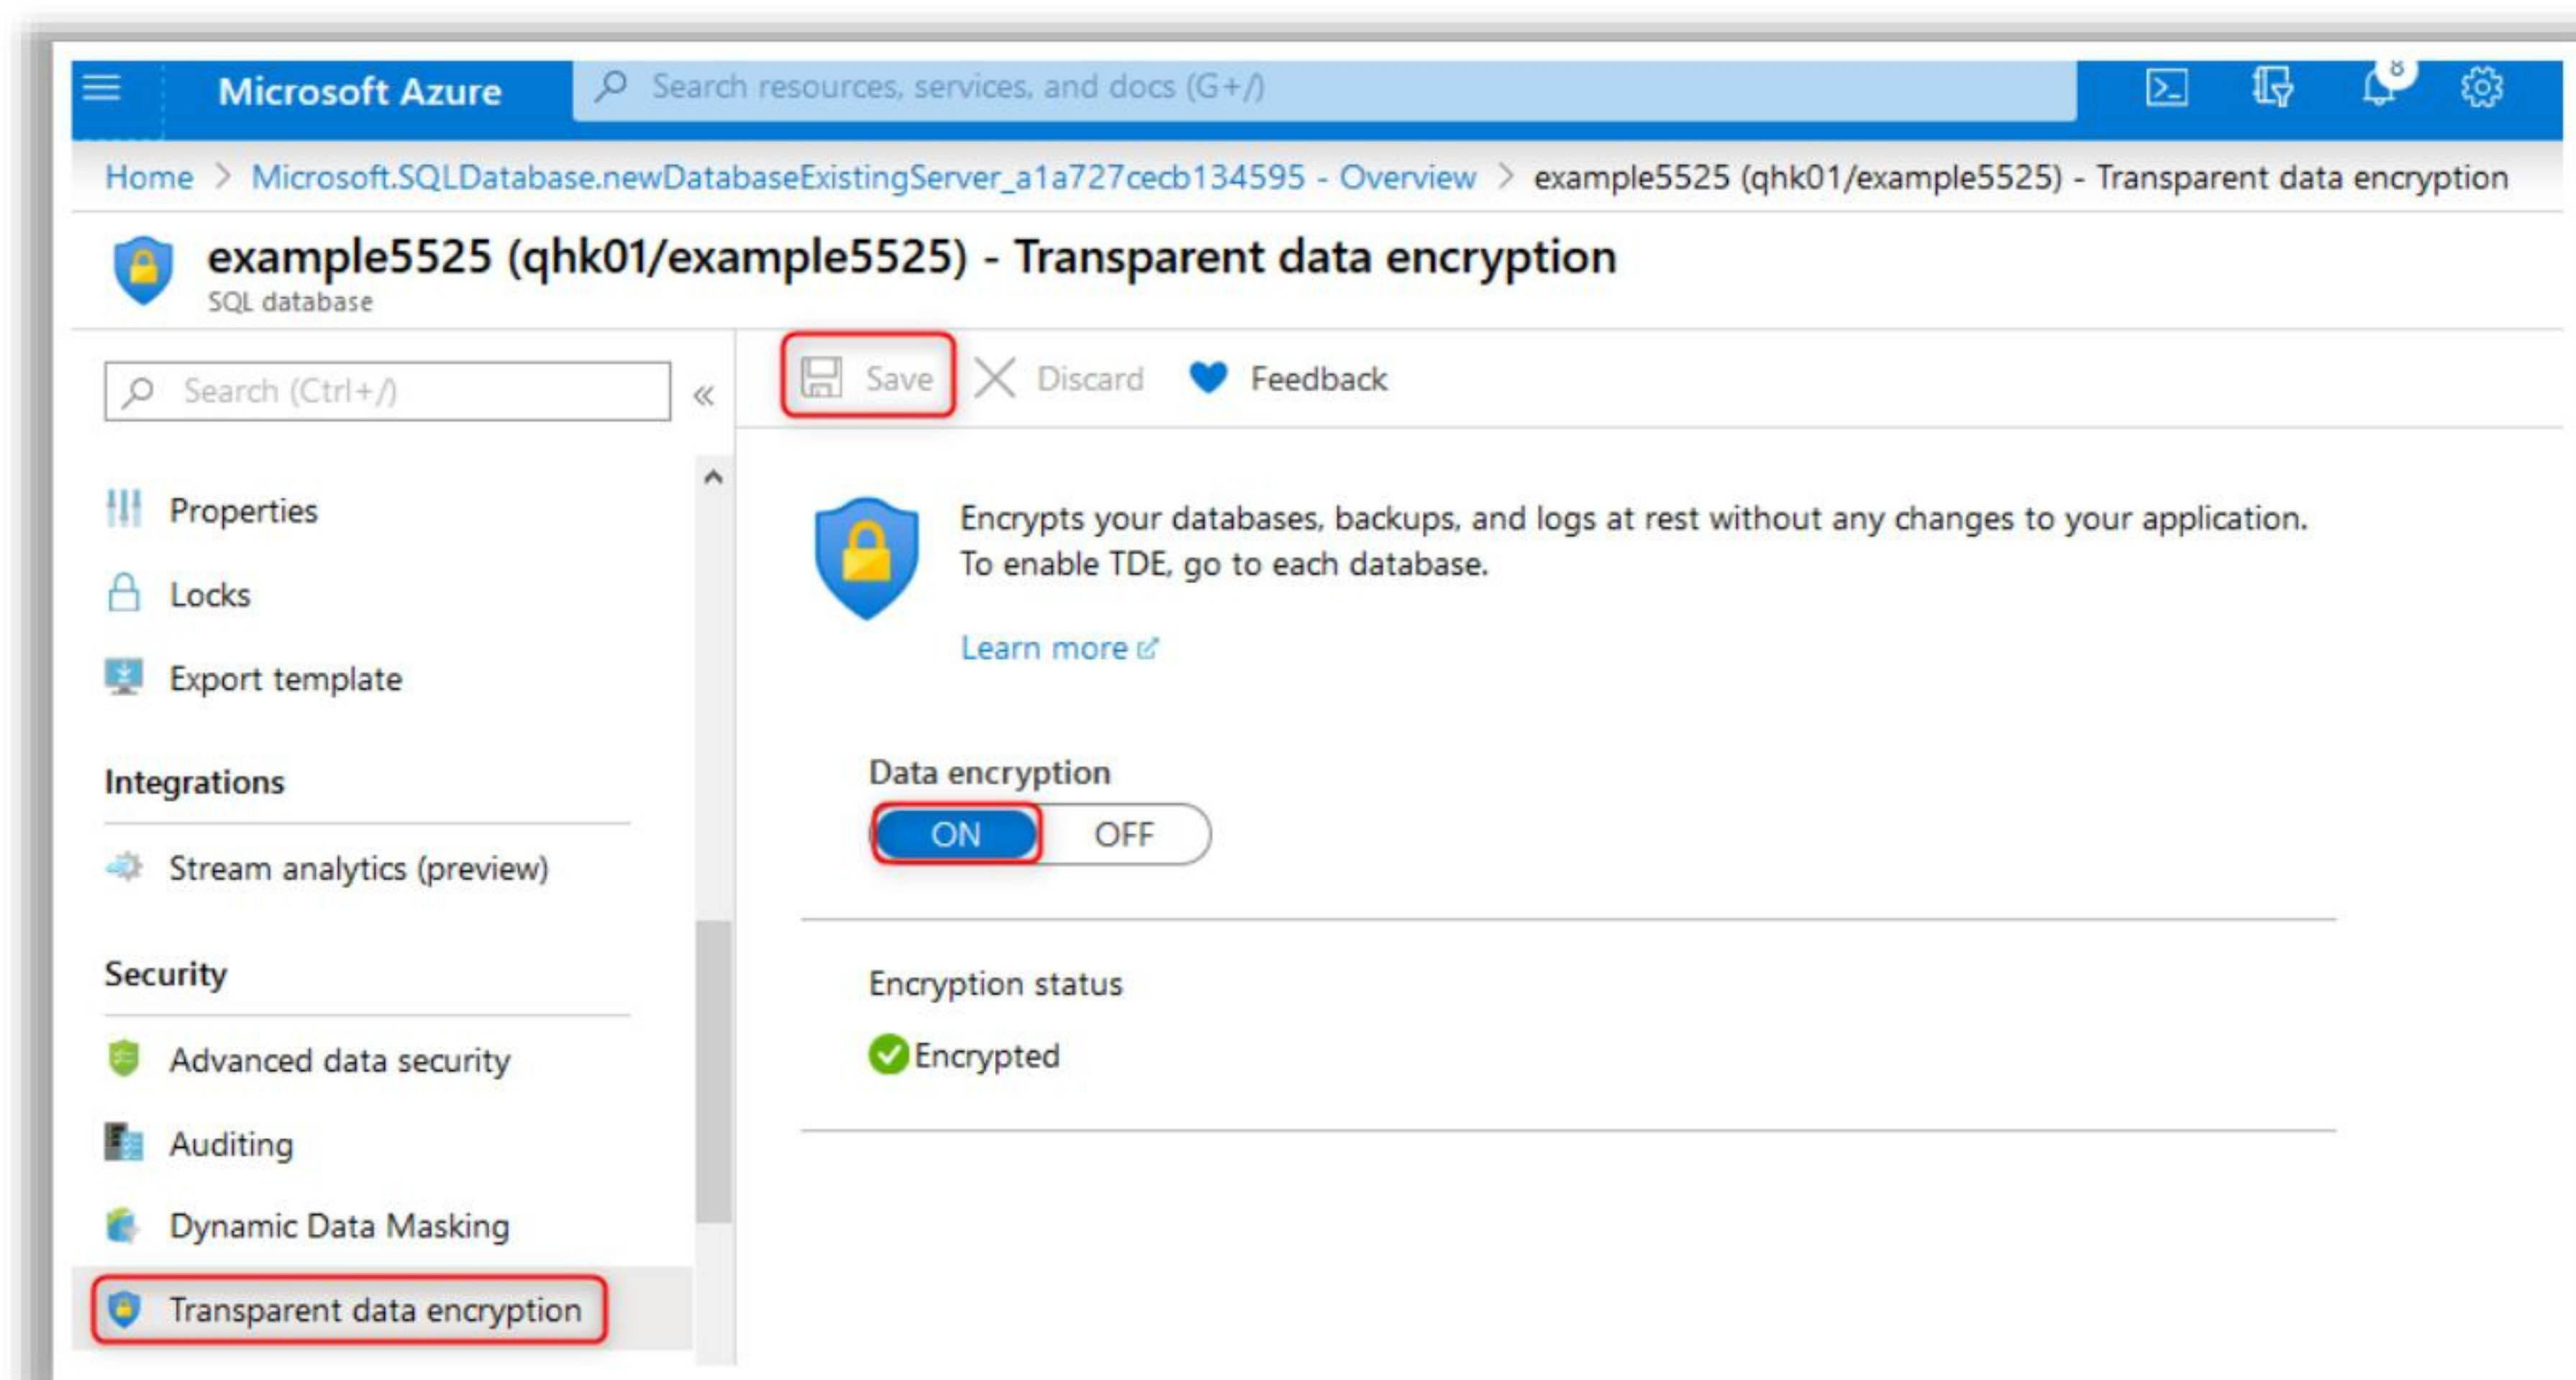 Microsoft Azure
Search resources, services, and docs (G+/)
8
Home > Microsoft.SQLDatabase.newDatabaseExistingServer_a1a727cecb134595 - Overview > example5525 (qhk01/example5525) - Transparent data encryption
example5525 (qhk01/example5525) - Transparent data encryption
SQL database
Search (Ctrl+/)
«
Properties
Locks
Export template
Integrations
Stream analytics (preview)
Security
Advanced data security
Auditing
Dynamic Data Masking
Transparent data encryption
Save Discard Feedback
Encrypts your databases, backups, and logs at rest without any changes to your application.
To enable TDE, go to each database.
Learn more
Data encryption
ON OFF
Encryption status
Encrypted